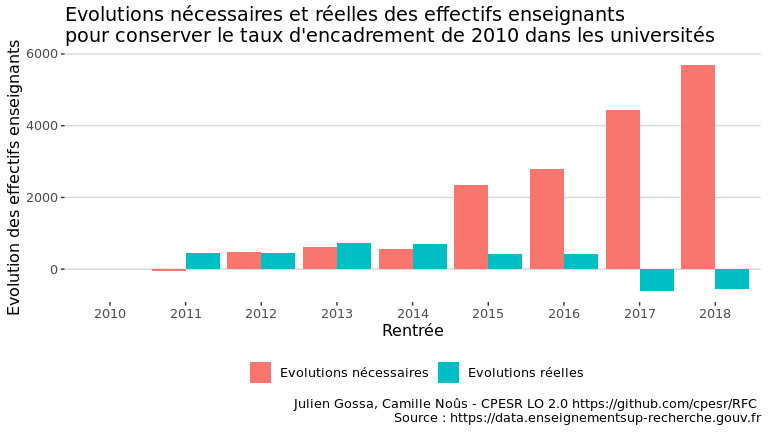 Evolutions nécessaires et réelles des effectifs enseignants
pour conserver le taux d'encadrement de 2010 dans les universités
Evolution des effectifs enseignants
6000
4000
2000
0
2010 2011 2012 2013 2014 2015 2016 2017 2018
Rentrée
Evolutions nécessaires Evolutions réelles
Julien Gossa, Camille Noûs - CPESR LO 2.0 https://github.com/cpesr/RFC
Source : https://data.enseignementsup-recherche.gouv.fr